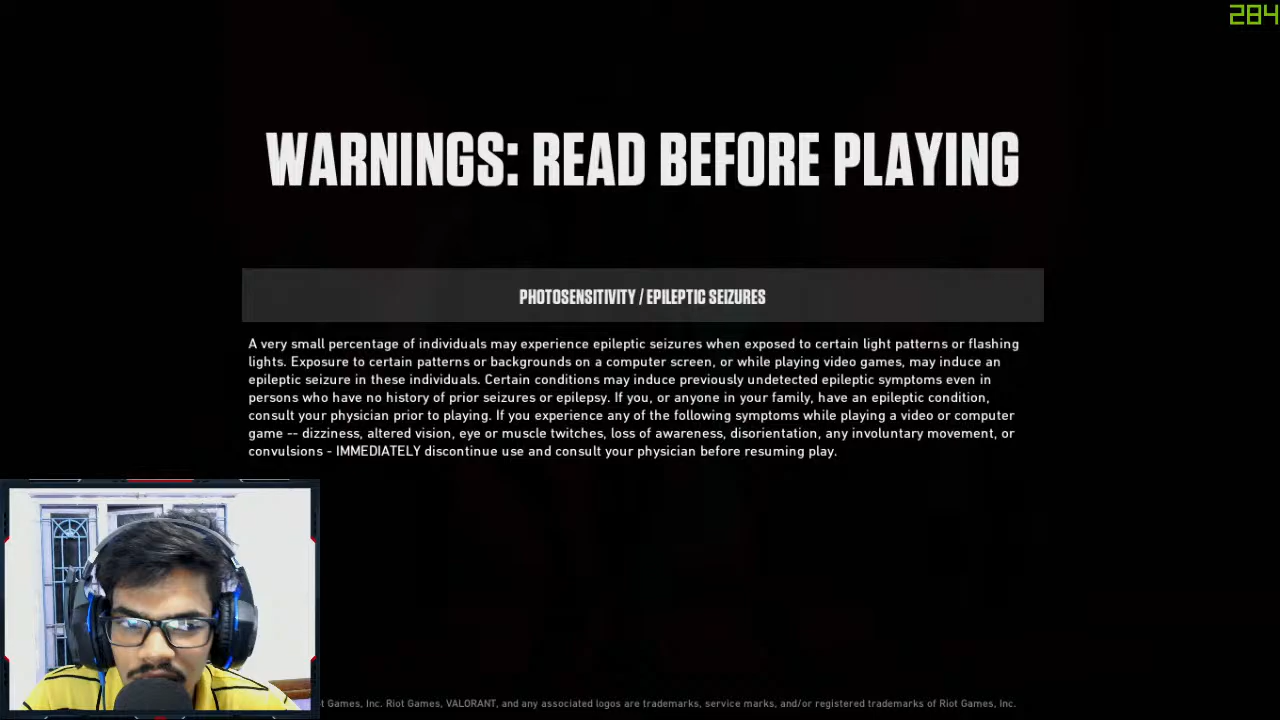 284
WARNINGS: READ BEFORE PLAYING
PHOTOSENSITIVITY / EPILEPTIC SEIZURES
A very small percentage of individuals may experience epileptic seizures when exposed to certain light patterns or flashing
lights. Exposure to certain patterns or backgrounds on a computer screen, or while playing video games, may induce an
epileptic seizure in these individuals. Certain conditions may induce previously undetected epileptic symptoms even in
persons who have no history of prior seizures or epilepsy. If you, or anyone in your family, have an epileptic condition,
consult your physician prior to playing. If you experience any of the following symptoms while playing a video or computer
game -- dizziness, altered vision, eye or muscle twitches, loss of awareness, disorientation, any involuntary movement, or
convulsions - IMMEDIATELY discontinue use and consult your physician before resuming play.
Games, Inc. Riot Games, VALORANT, and any associated logos are trademarks, service marks, and/or registered trademarks of Riot Games, Inc.